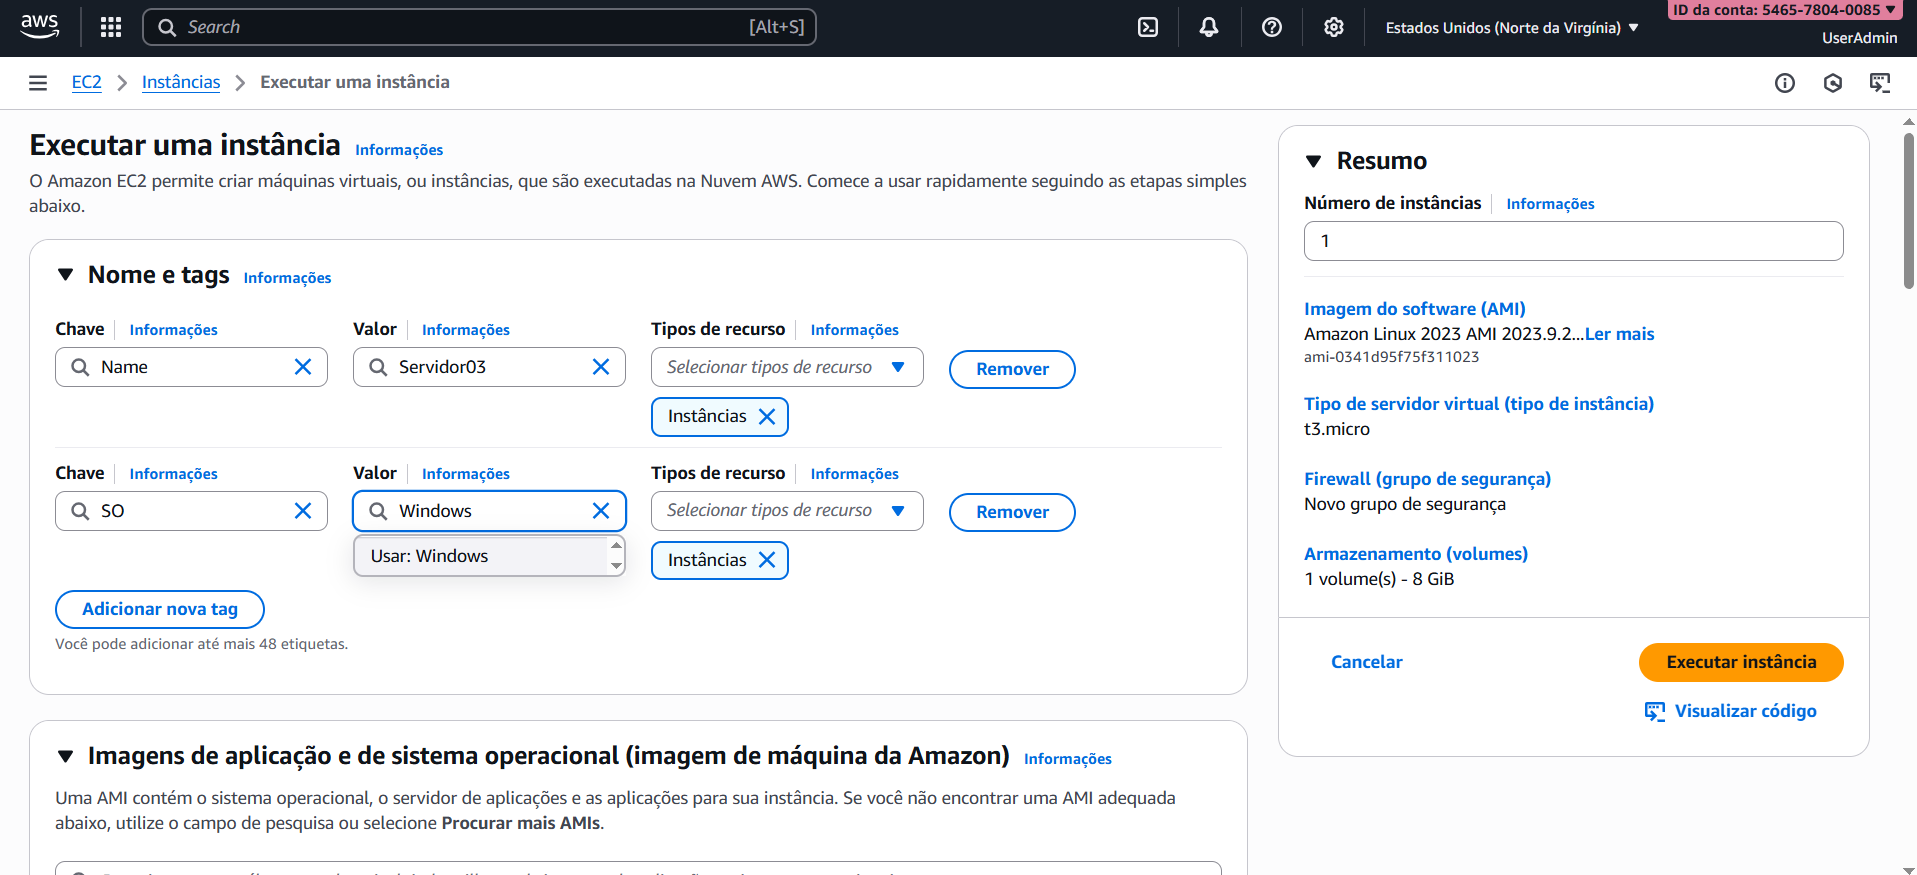 aws
Search
[Alt+S]
Estados Unidos (Norte da Virgínia)
ID da conta: 5465-7804-0085
UserAdmin
EC2
Instâncias
Executar uma instância
Executar uma instância
Informações
O Amazon EC2 permite criar máquinas virtuais, ou instâncias, que são executadas na Nuvem AWS. Comece a usar rapidamente seguindo as etapas simples
abaixo.
Nome e tags
Informações
Chave
Informações
Valor
Informações
Tipos de recurso
Informações
Name
Servidor03
Selecionar tipos de recurso
Remover
Instâncias
Chave
Informações
Valor
Informações
Tipos de recurso
Informações
SO
Windows
Selecionar tipos de recurso
Remover
Usar: Windows
Instâncias
Adicionar nova tag
Você pode adicionar até mais 48 etiquetas.
Imagens de aplicação e de sistema operacional (imagem de máquina da Amazon)
Informações
Uma AMI contém o sistema operacional, o servidor de aplicações e as aplicações para sua instância. Se você não encontrar uma AMI adequada
abaixo, utilize o campo de pesquisa ou selecione Procurar mais AMIs.
Resumo
Número de instâncias
Informações
1
Imagem do software (AMI)
Amazon Linux 2023 AMI 2023.9.2...Ler mais
ami-0341d95f75f311023
Tipo de servidor virtual (tipo de instância)
t3.micro
Firewall (grupo de segurança)
Novo grupo de segurança
Armazenamento (volumes)
1 volume(s) - 8 GiB
Cancelar
Executar instância
Visualizar código